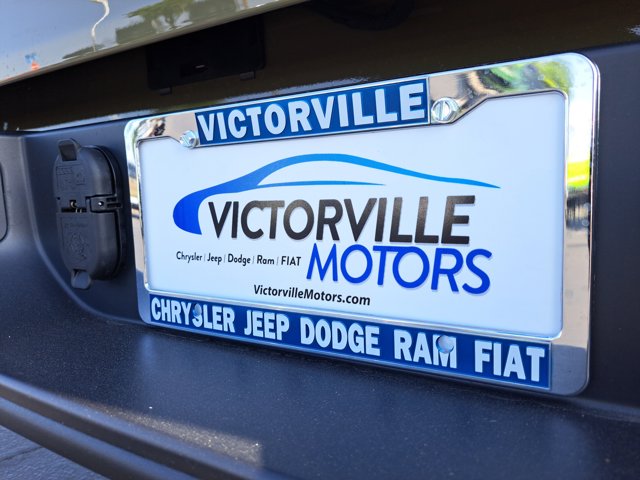 VICTORVILLE
VICTORVILLE
Chrysler | Jeep | Dodge | Ram | FIAT
MOTORS
VictorvilleMotors.com
CHRYSLER JEEP DODGE RAM FIAT